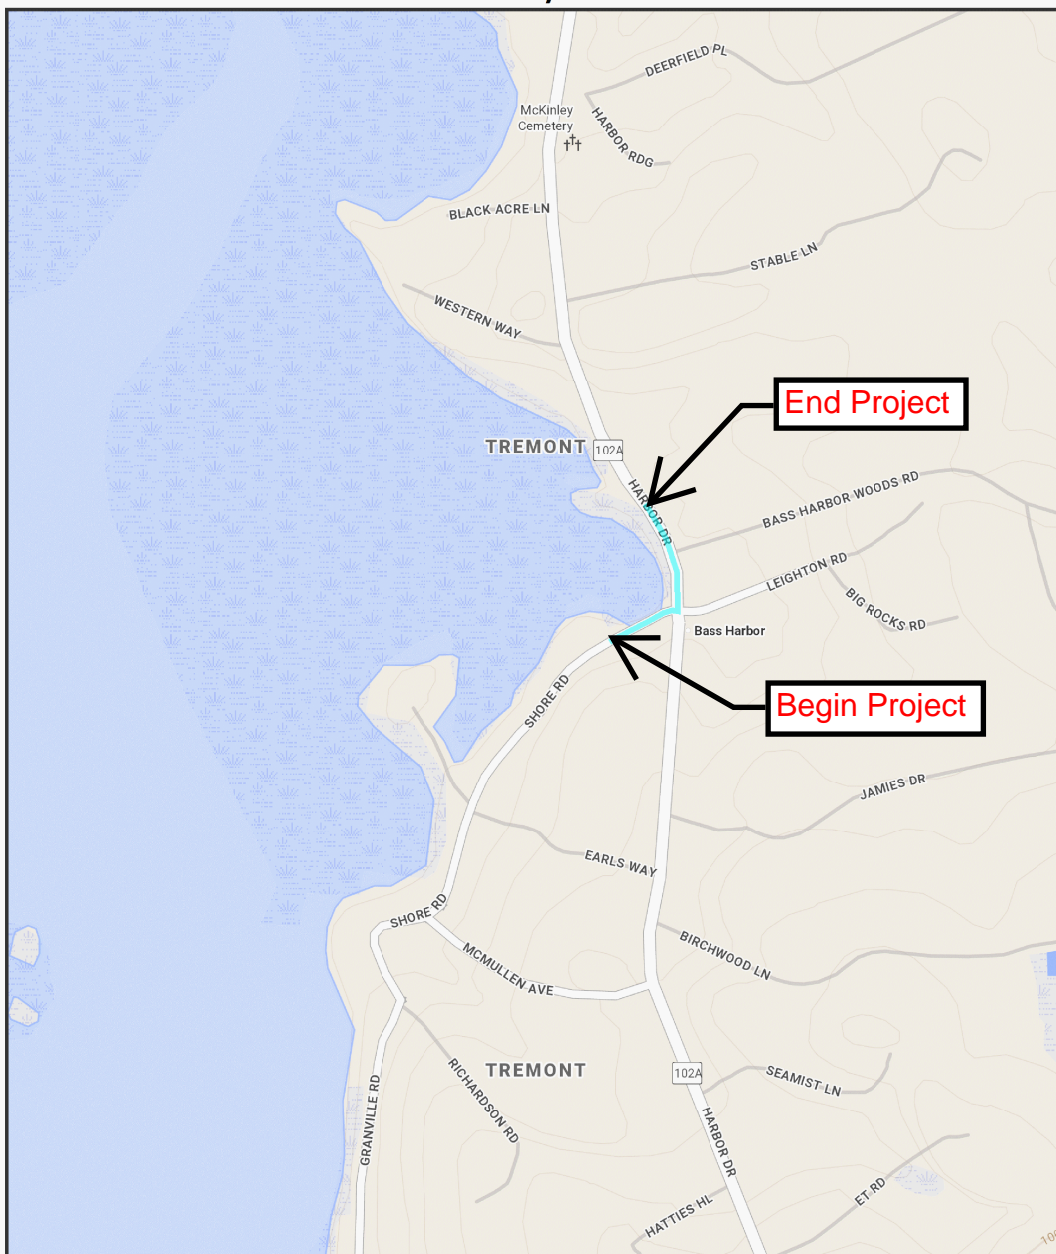 DEERFIELD PL
McKinley
Cemetery
HARBOR RDG
BLACK ACRE LN
STABLE LN
WESTERN WAY
End Project
TREMONT
102A
HARBOR DR
BASS HARBOR WOODS RD
LEIGHTON RD
BIG ROCKS RD
Bass Harbor
SHORE RD
Begin Project
JAMIES DR
EARLS WAY
SHORE RD
BIRCHWOOD LN
MCMULLEN AVE
TREMONT
102A
SEAMIST LN
RICHARDSON RD
GRANVILLE RD
HARBOR DR
ET RD
HATTIES HL